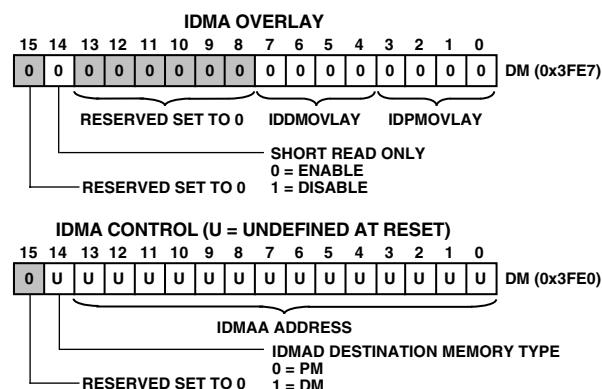 IDMA OVERLAY
15 14 13 12 11 10 9 8 7 6 5 4 3 2 1 0
0 0 0 0 0 0 0 0 0 0 0 0 0 0 0 0 DM (0x3FE7)
RESERVED SET TO 0 IDDMOVLAY IDPMOVLAY
SHORT READ ONLY
0 = ENABLE
RESERVED SET TO 0 1 = DISABLE
IDMA CONTROL (U = UNDEFINED AT RESET)
15 14 13 12 11 10 9 8 7 6 5 4 3 2 1 0
0 U U U U U U U U U U U U U U U DM (0x3FE0)
IDMAA ADDRESS
IDMAD DESTINATION MEMORY TYPE
0 = PM
RESERVED SET TO 0 1 = DM